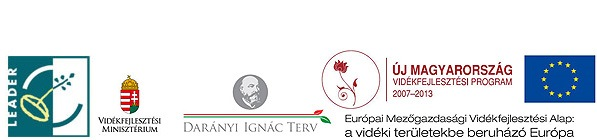 LEADER
VIDÉKFEJLESZTÉSI
MINISZTÉRIUM
DARÁNYI IGNÁC TERV
ÚJ MAGYARORSZÁG
VIDÉKFEJLESZTÉSI PROGRAM
2007–2013
Európai Mezőgazdasági Vidékfejlesztési Alap:
a vidéki területekbe beruházó Európa